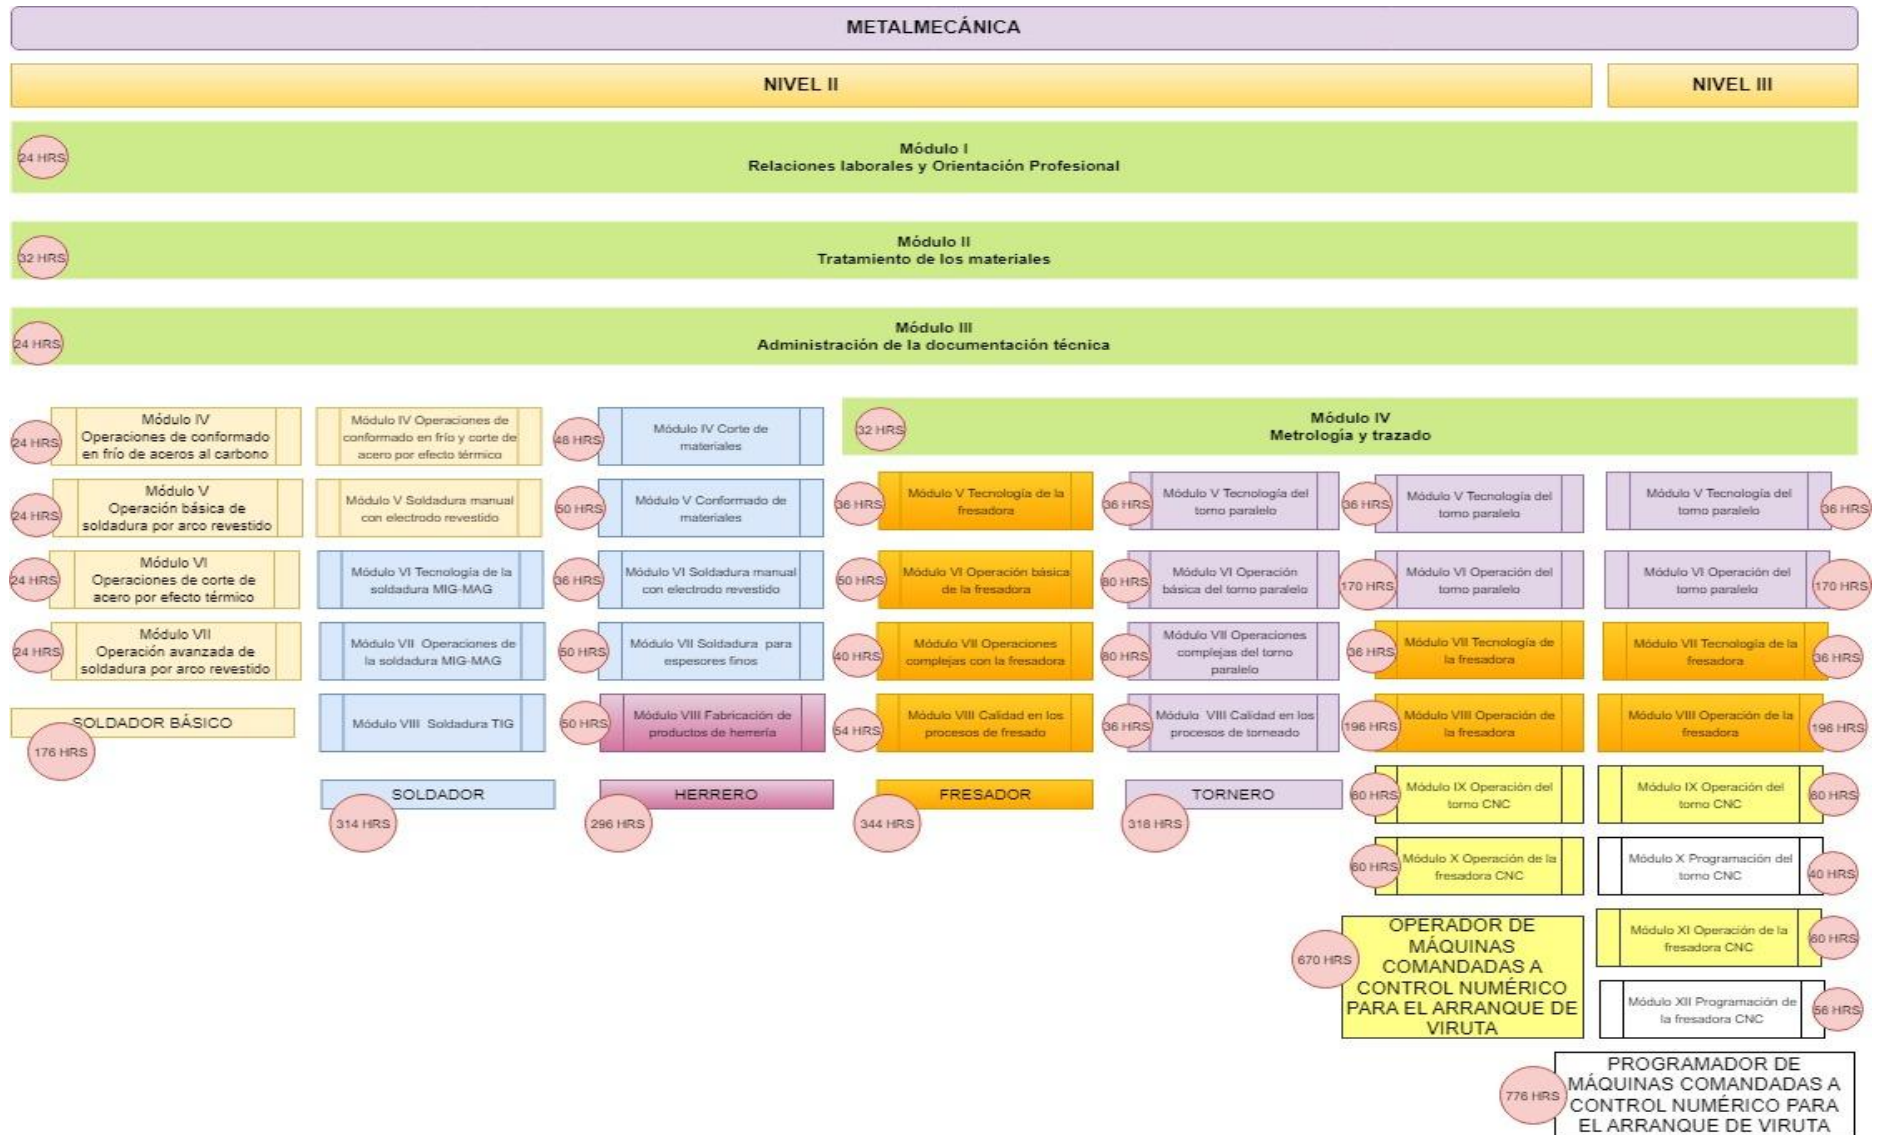 METALMECÁNICA
NIVEL II
NIVEL III
24 HRS
Módulo I
Relaciones laborales y Orientación Profesional
32 HRS
Módulo II
Tratamiento de los materiales
24 HRS
Módulo III
Administración de la documentación técnica
24 HRS
Módulo IV
Operaciones de conformado
en frío de aceros al carbono
24 HRS
Módulo V
Operación básica de
soldadura por arco revestido
24 HRS
Módulo VI
Operaciones de corte de
acero por efecto térmico
24 HRS
Módulo VII
Operación avanzada de
soldadura por arco revestido
SOLDADOR BÁSICO
176 HRS
Módulo IV Operaciones de
conformado en frío y corte de
acero por efecto térmico
Módulo V Soldadura manual
con electrodo revestido
Módulo VI Tecnología de la
soldadura MIG-MAG
Módulo VII Operaciones de
la soldadura MIG-MAG
Módulo VIII Soldadura TIG
SOLDADOR
314 HRS
48 HRS
Módulo IV Corte de
materiales
50 HRS
Módulo V Conformado de
materiales
36 HRS
Módulo VI Soldadura manual
con electrodo revestido
50 HRS
Módulo VII Soldadura para
espesores finos
50 HRS
Módulo VIII Fabricación de
productos de herrería
HERRERO
296 HRS
32 HRS
Módulo IV
Metrología y trazado
36 HRS
Módulo V Tecnología de la
fresadora
50 HRS
Módulo VI Operación básica
de la fresadora
40 HRS
Módulo VII Operaciones
complejas con la fresadora
54 HRS
Módulo VIII Calidad en los
procesos de fresado
FRESADOR
344 HRS
36 HRS
Módulo V Tecnología del
torno paralelo
80 HRS
Módulo VI Operación
básica del torno paralelo
80 HRS
Módulo VII Operaciones
complejas del torno
paralelo
36 HRS
Módulo VIII Calidad en los
procesos de torneado
TORNERO
318 HRS
36 HRS
Módulo V Tecnología del
torno paralelo
170 HRS
Módulo VI Operación del
torno paralelo
36 HRS
Módulo VII Tecnología de
la fresadora
196 HRS
Módulo VIII Operación de
la fresadora
60 HRS
Módulo IX Operación del
torno CNC
60 HRS
Módulo X Operación de la
fresadora CNC
670 HRS
OPERADOR DE
MÁQUINAS
COMANDADAS A
CONTROL NUMÉRICO
PARA EL ARRANQUE DE
VIRUTA
Módulo V Tecnología del
torno paralelo
36 HRS
Módulo VI Operación del
torno paralelo
170 HRS
Módulo VII Tecnología de la
fresadora
36 HRS
Módulo VIII Operación de la
fresadora
196 HRS
Módulo IX Operación del
torno CNC
60 HRS
Módulo X Programación del
torno CNC
40 HRS
Módulo XI Operación de la
fresadora CNC
60 HRS
Módulo XII Programación de
la fresadora CNC
56 HRS
776 HRS
PROGRAMADOR DE
MÁQUINAS COMANDADAS A
CONTROL NUMÉRICO PARA
EL ARRANQUE DE VIRUTA